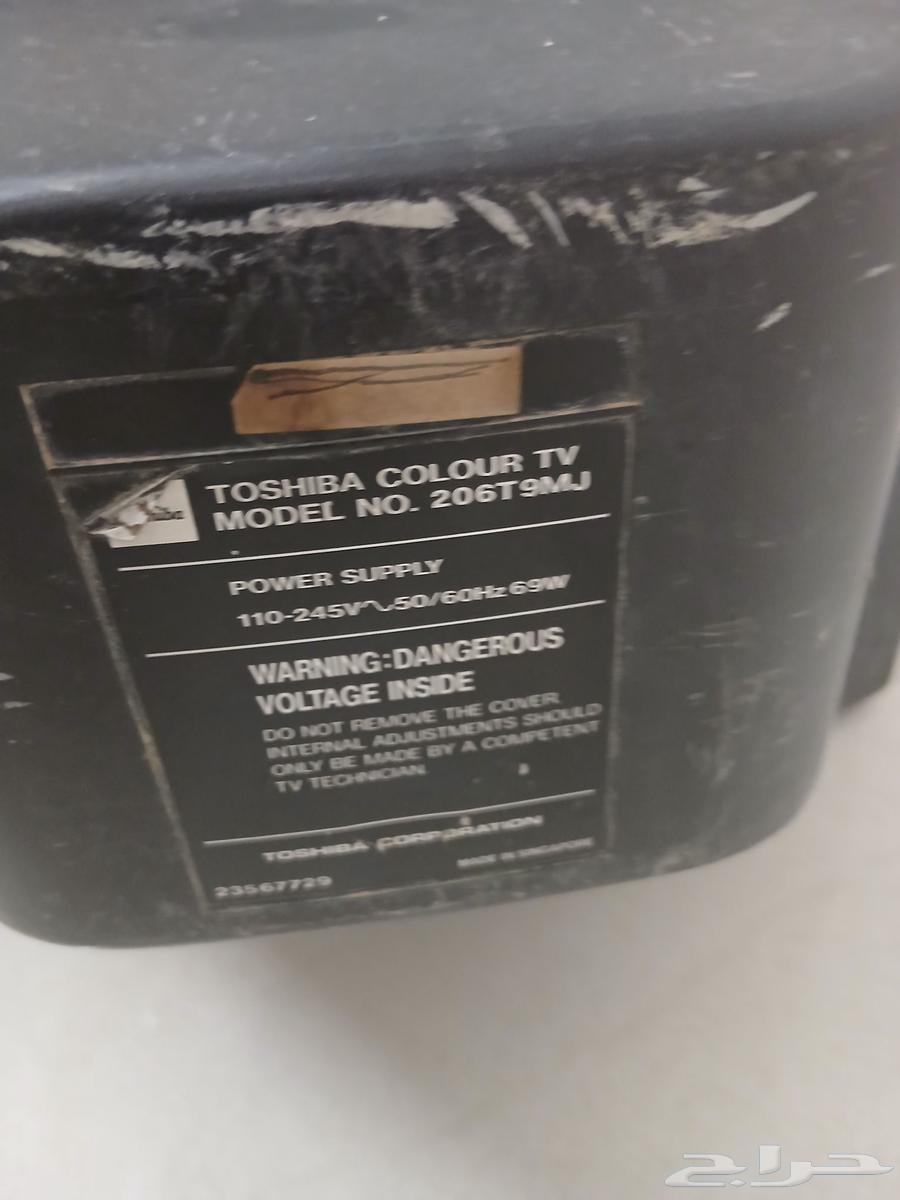 TOSHIBA COLOUR TV
MODEL NO. 206T9MJ
POWER SUPPLY
110-245V~50/60Hz 69W
WARNING:DANGEROUS
VOLTAGE INSIDE
DO NOT REMOVE THE COVER.
INTERNAL ADJUSTMENTS SHOULD
ONLY BE MADE BY A COMPETENT
TV TECHNICIAN.
TOSHIBA CORPORATION
MADE IN SINGAPORE
23567729
حراج